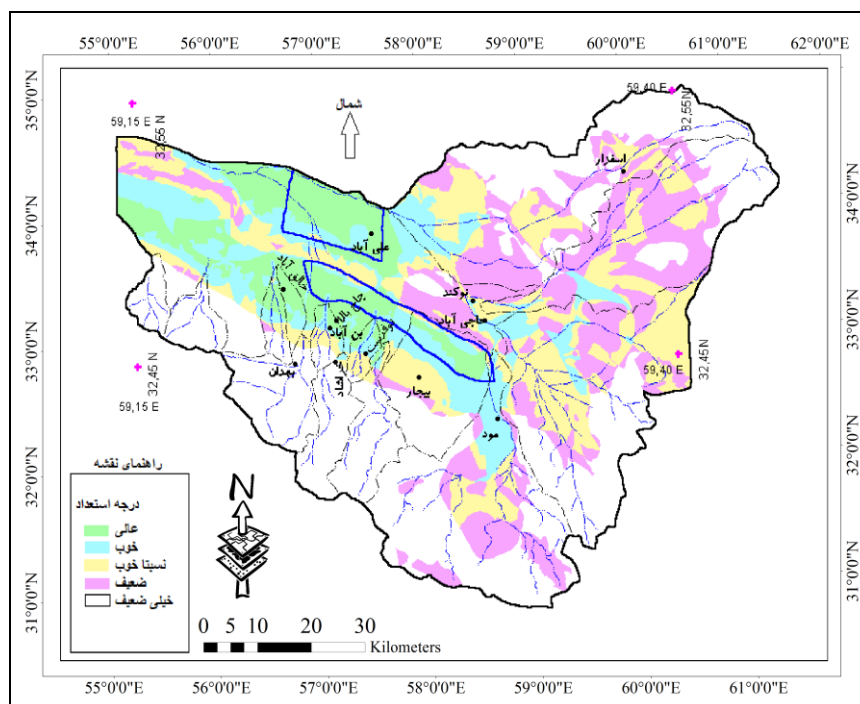 55°0'0"E 56°0'0"E 57°0'0"E 58°0'0"E 59°0'0"E 60°0'0"E 61°0'0"E 62°0'0"E
35°0'0"N
34°0'0"N
33°0'0"N
32°0'0"N
31°0'0"N
59,15 E
32,55 N
شمال
59,40 E
32,55 N
اسفزار
علی آباد
نوکند
حاجی آباد
بن آباد
بهدان
بیجار
مود
59,15 E
32,45 N
59,40 E
32,45 N
راهنمای نقشه
درجه استعداد
عالی
خوب
نسبتا خوب
ضعیف
خیلی ضعیف
N
0 5 10 20 30
Kilometers
35°0'0"N
34°0'0"N
33°0'0"N
32°0'0"N
31°0'0"N
55°0'0"E 56°0'0"E 57°0'0"E 58°0'0"E 59°0'0"E 60°0'0"E 61°0'0"E